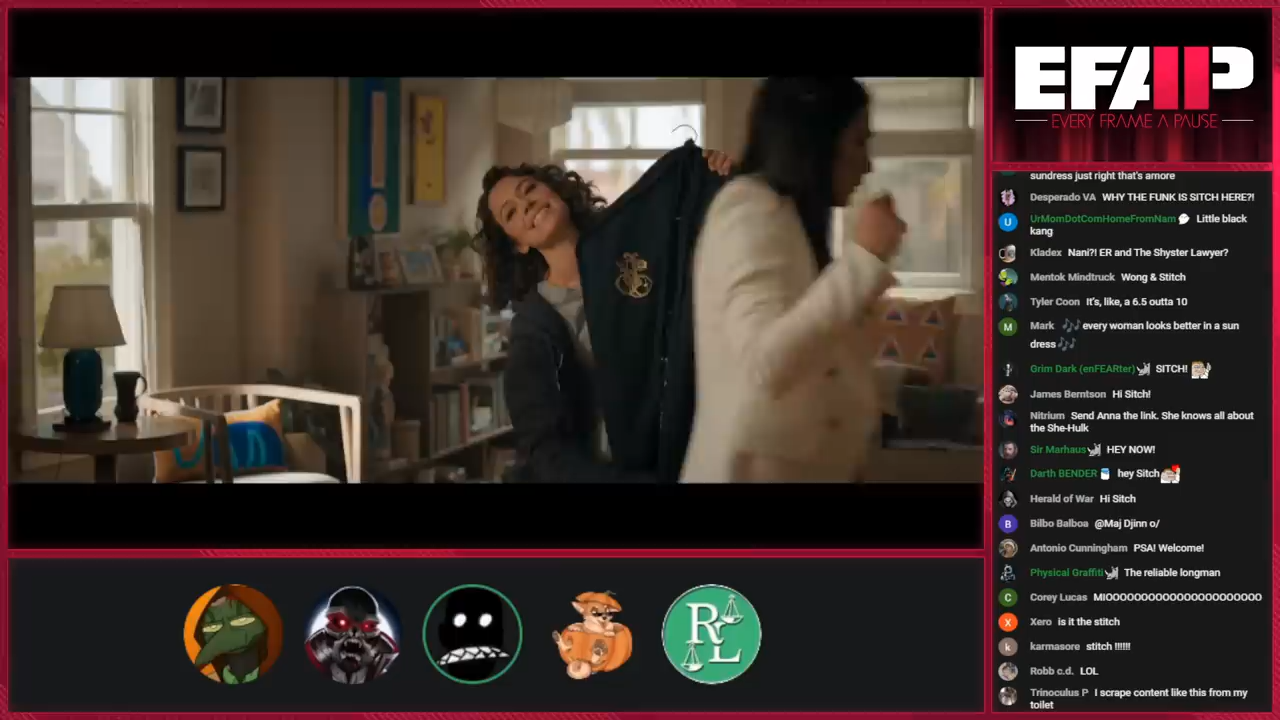 EFAP
EVERY FRAME A PAUSE
sundress just right that's amore
Desperado VA WHY THE FUNK IS SITCH HERE?!
UrMomDotComHomeFromNam Little black
kang
Kladex Nani?! ER and The Shyster Lawyer?
Mentok Mindtruck Wong & Stitch
Tyler Coon It's, like, a 6.5 outta 10
Mark 🎶 every woman looks better in a sun
dress 🎶
Grim Dark (enFEARter) SITCH!
James Berntson Hi Sitch!
Nitrium Send Anna the link. She knows all about
the She-Hulk
Sir Marhaus HEY NOW!
Darth BENDER hey Sitch
Herald of War Hi Sitch
Bilbo Balboa @Maj Djinn o/
Antonio Cunningham PSA! Welcome!
Physical Graffiti The reliable longman
Corey Lucas MIOOOOOOOOOOOOOOOOOOOOOO
Xero is it the stitch
karmasore stitch !!!!!!
Robb c.d. LOL
Trinoculus P I scrape content like this from my
toilet
U
M
B
C
X
k
RL